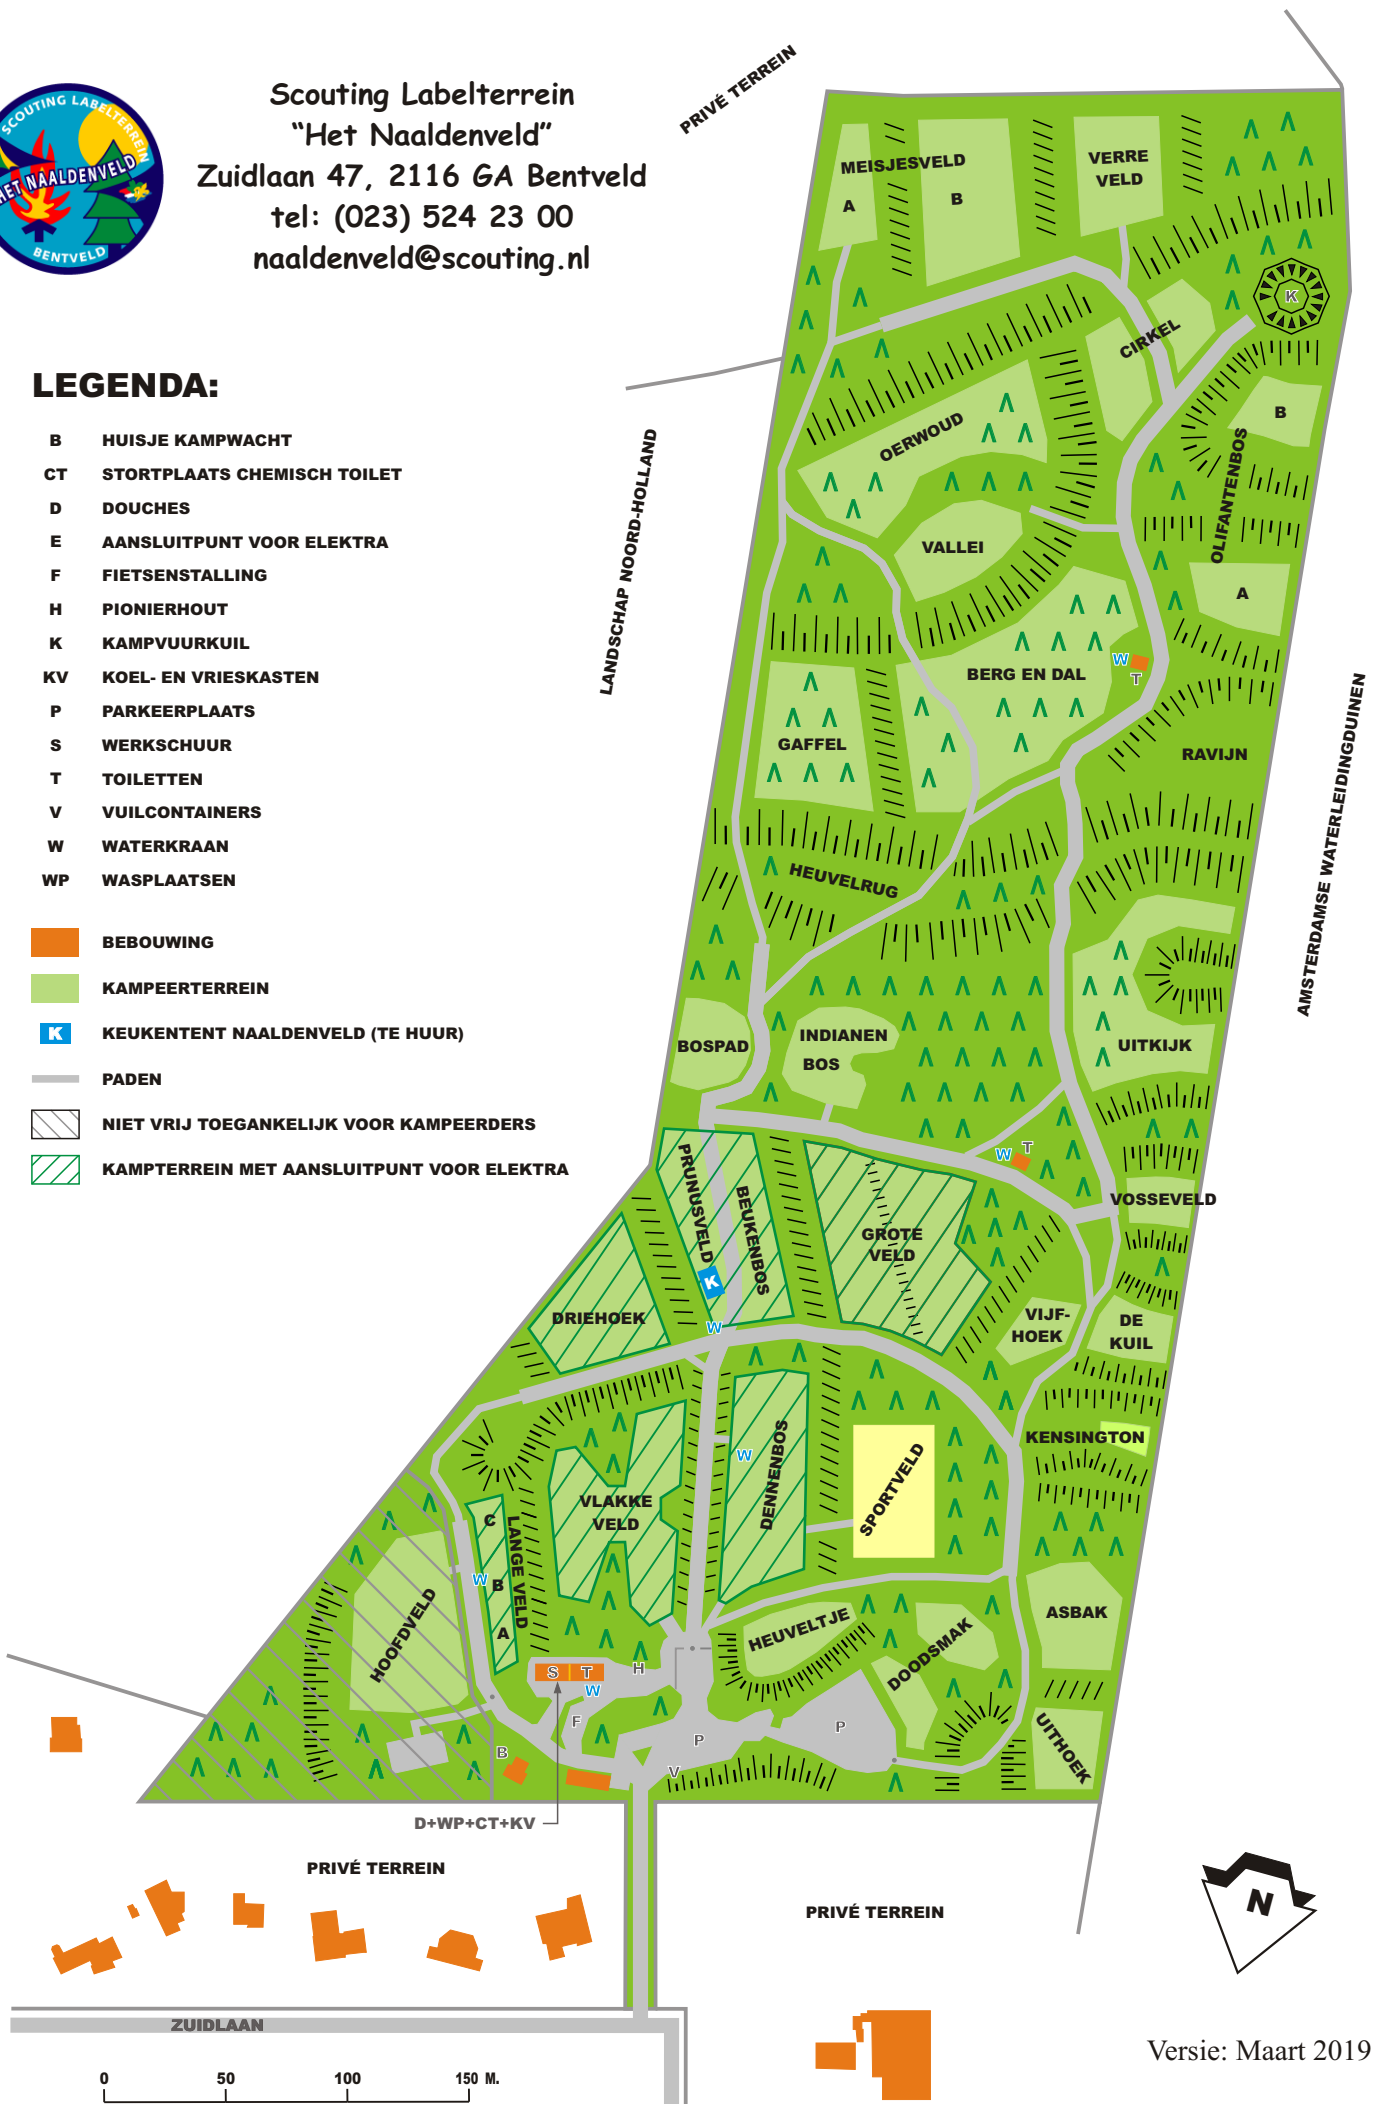 SCOUTING LABELTERREIN
HET NAALDENVELD
BENTVELD
Scouting Labelterrein
“Het Naaldenveld”
Zuidlaan 47, 2116 GA Bentveld
tel: (023) 524 23 00
naaldenveld@scouting.nl
LEGENDA:
B HUISJE KAMPWACHT
CT STORTPLAATS CHEMISCH TOILET
D DOUCHES
E AANSLUITPUNT VOOR ELEKTRA
F FIETSENSTALLING
H PIONIERHOUT
K KAMPVUURKUIL
KV KOEL- EN VRIESKASTEN
P PARKEERPLAATS
S WERKSCHUUR
T TOILETTEN
V VUILCONTAINERS
W WATERKRAAN
WP WASPLAATSEN
BEBOUWING
KAMPEERTERREIN
K KEUKENTENT NAALDENVELD (TE HUUR)
PADEN
NIET VRIJ TOEGANKELIJK VOOR KAMPEERDERS
KAMPTERREIN MET AANSLUITPUNT VOOR ELEKTRA
PRIVÉ TERREIN
LANDSCHAP NOORD-HOLLAND
AMSTERDAMSE WATERLEIDINGDUINEN
MEISJESVELD
A
B
VERRE
VELD
K
CIRKEL
B
OLIFANTENBOS
A
OERWOUD
VALLEI
BERG EN DAL
W
T
GAFFEL
RAVIJN
HEUVELRUG
BOSPAD
INDIANEN
BOS
UITKIJK
W T
VOSSEVELD
PRUNUSVELD
BEUKENBOS
K
W
GROTE
VELD
DRIEHOEK
VIJF-
HOEK
DE
KUIL
KENSINGTON
W
DENNENBOS
SPORTVELD
VLAKKE
VELD
C
B
A
W
LANGE VELD
HOOFDVELD
ASBAK
HEUVELTJE
DOODSMAK
UITHOEK
S T
W
H
F
P
P
B
V
D+WP+CT+KV
PRIVÉ TERREIN
PRIVÉ TERREIN
N
ZUIDLAAN
0 50 100 150 M.
Versie: Maart 2019